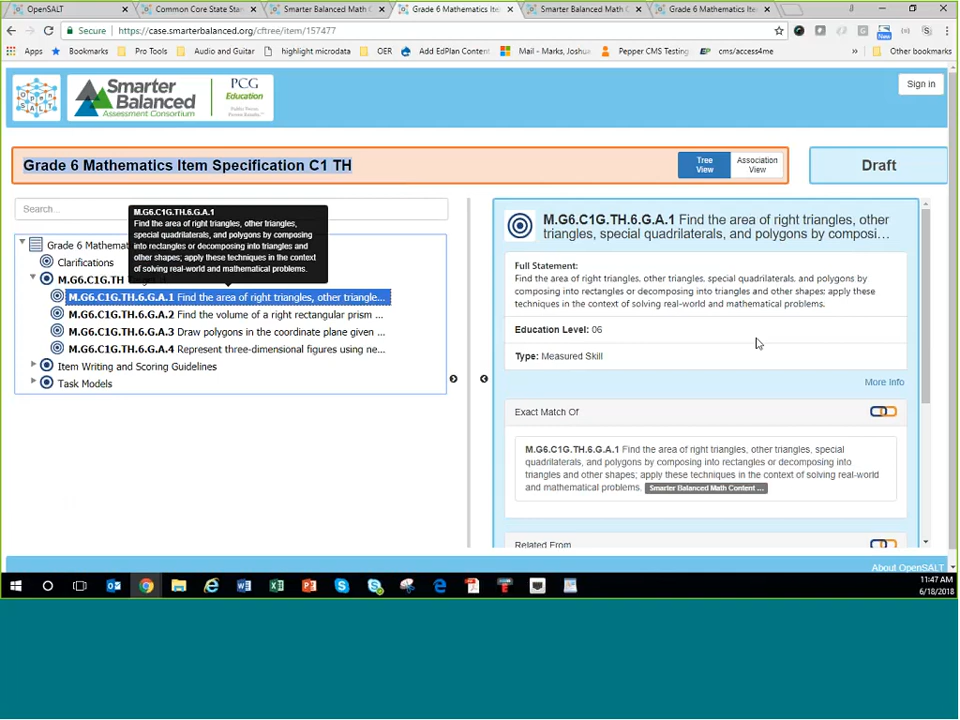 OpenSALT
Common Core State Sta
Smarter Balanced Math C
Grade 6 Mathematics Ite
Smarter Balanced Math C
Grade 6 Mathematics Ite
Secure
https://case.smarterbalanced.org/cftree/item/157477
Apps
Bookmarks
Pro Tools
Audio and Guitar
highlight microdata
OER
Add EdPlan Content
Mail - Marks, Joshua
Pepper CMS Testing
cms/access4me
»
Other bookmarks
New
OPEN SALT
Smarter Balanced
Assessment Consortium
PCG
Education
Sign in
Grade 6 Mathematics Item Specification C1 TH
Tree View
Association View
Draft
Search...
M.G6.C1G.TH.6.G.A.1
Find the area of right triangles, other triangles,
special quadrilaterals, and polygons by composing
into rectangles or decomposing into triangles and
other shapes; apply these techniques in the context
of solving real-world and mathematical problems.
Grade 6 Mathemat
Clarifications
M.G6.C1G.TH
M.G6.C1G.TH.6.G.A.1 Find the area of right triangles, other triangle...
M.G6.C1G.TH.6.G.A.2 Find the volume of a right rectangular prism ...
M.G6.C1G.TH.6.G.A.3 Draw polygons in the coordinate plane given ...
M.G6.C1G.TH.6.G.A.4 Represent three-dimensional figures using ne...
Item Writing and Scoring Guidelines
Task Models
M.G6.C1G.TH.6.G.A.1 Find the area of right triangles, other
triangles, special quadrilaterals, and polygons by composi...
Full Statement:
Find the area of right triangles, other triangles, special quadrilaterals, and polygons by
composing into rectangles or decomposing into triangles and other shapes; apply these
techniques in the context of solving real-world and mathematical problems.
Education Level: 06
Type: Measured Skill
More Info
Exact Match Of
M.G6.C1G.TH.6.G.A.1 Find the area of right triangles, other triangles, special
quadrilaterals, and polygons by composing into rectangles or decomposing into
triangles and other shapes; apply these techniques in the context of solving real-world
and mathematical problems. Smarter Balanced Math Content ...
Related From
About OpenSALT
11:47 AM
6/18/2018